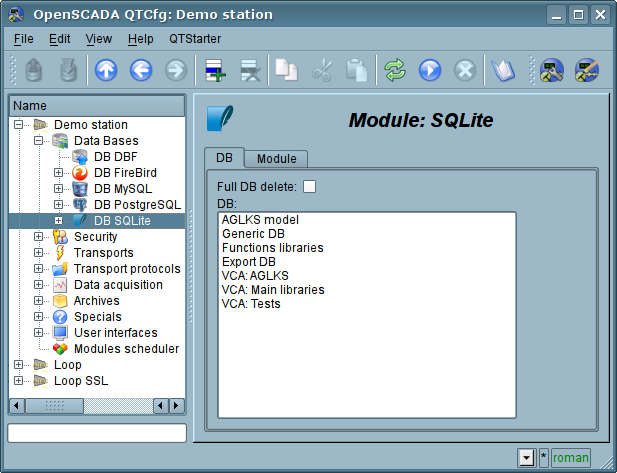 OpenSCADA QTCfg: Demo station
File Edit View Help QTStarter
Name
Demo station
Data Bases
DB DBF
DB FireBird
DB MySQL
DB PostgreSQL
DB SQLite
Security
Transports
Transport protocols
Data acquisition
Archives
Specials
User interfaces
Modules scheduler
Loop
Loop SSL
Module: SQLite
DB Module
Full DB delete:
DB:
AGLKS model
Generic DB
Functions libraries
Export DB
VCA: AGLKS
VCA: Main libraries
VCA: Tests
* roman